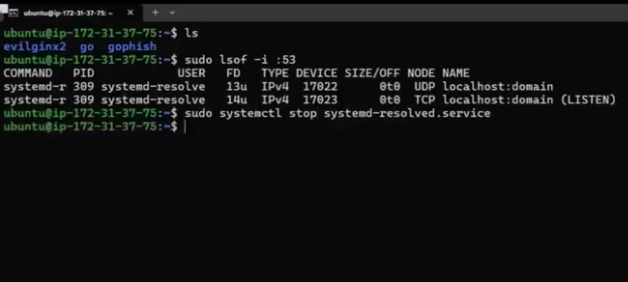 ubuntu@ip-172-31-37-75: ~
ubuntu@ip-172-31-37-75:~$ ls
evilginx2  go  gophish
ubuntu@ip-172-31-37-75:~$ sudo lsof -i :53
COMMAND   PID            USER   FD   TYPE DEVICE SIZE/OFF NODE NAME
systemd-r 309 systemd-resolve   13u  IPv4  17022      0t0  UDP localhost:domain
systemd-r 309 systemd-resolve   14u  IPv4  17023      0t0  TCP localhost:domain (LISTEN)
ubuntu@ip-172-31-37-75:~$ sudo systemctl stop systemd-resolved.service
ubuntu@ip-172-31-37-75:~$